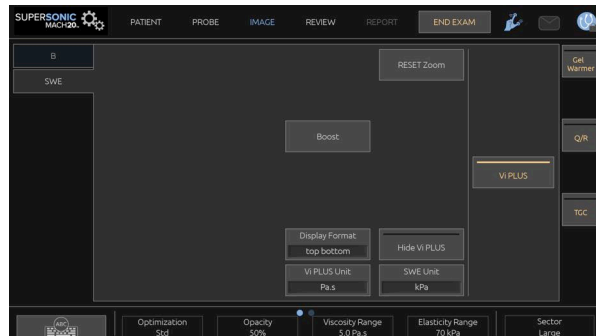 SUPERSONIC
MACH20.
PATIENT
PROBE
IMAGE
REVIEW
REPORT
END EXAM
B
SWE
RESET Zoom
Gel
Warmer
Boost
Q/R
Vi PLUS
TGC
Display Format
top bottom
Hide Vi PLUS
Vi PLUS Unit
Pa.s
SWE Unit
kPa
ABC
Optimization
Std
Opacity
50%
Viscosity Range
5.0 Pa.s
Elasticity Range
70 kPa
Sector
Large